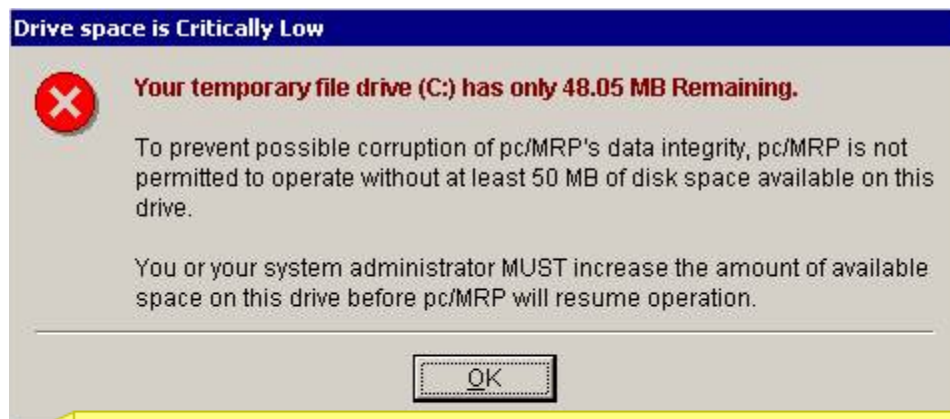 Drive space is Critically Low
Your temporary file drive (C:) has only 48.05 MB Remaining.
To prevent possible corruption of pc/MRP's data integrity, pc/MRP is not
permitted to operate without at least 50 MB of disk space available on this
drive.
You or your system administrator MUST increase the amount of available
space on this drive before pc/MRP will resume operation.
OK